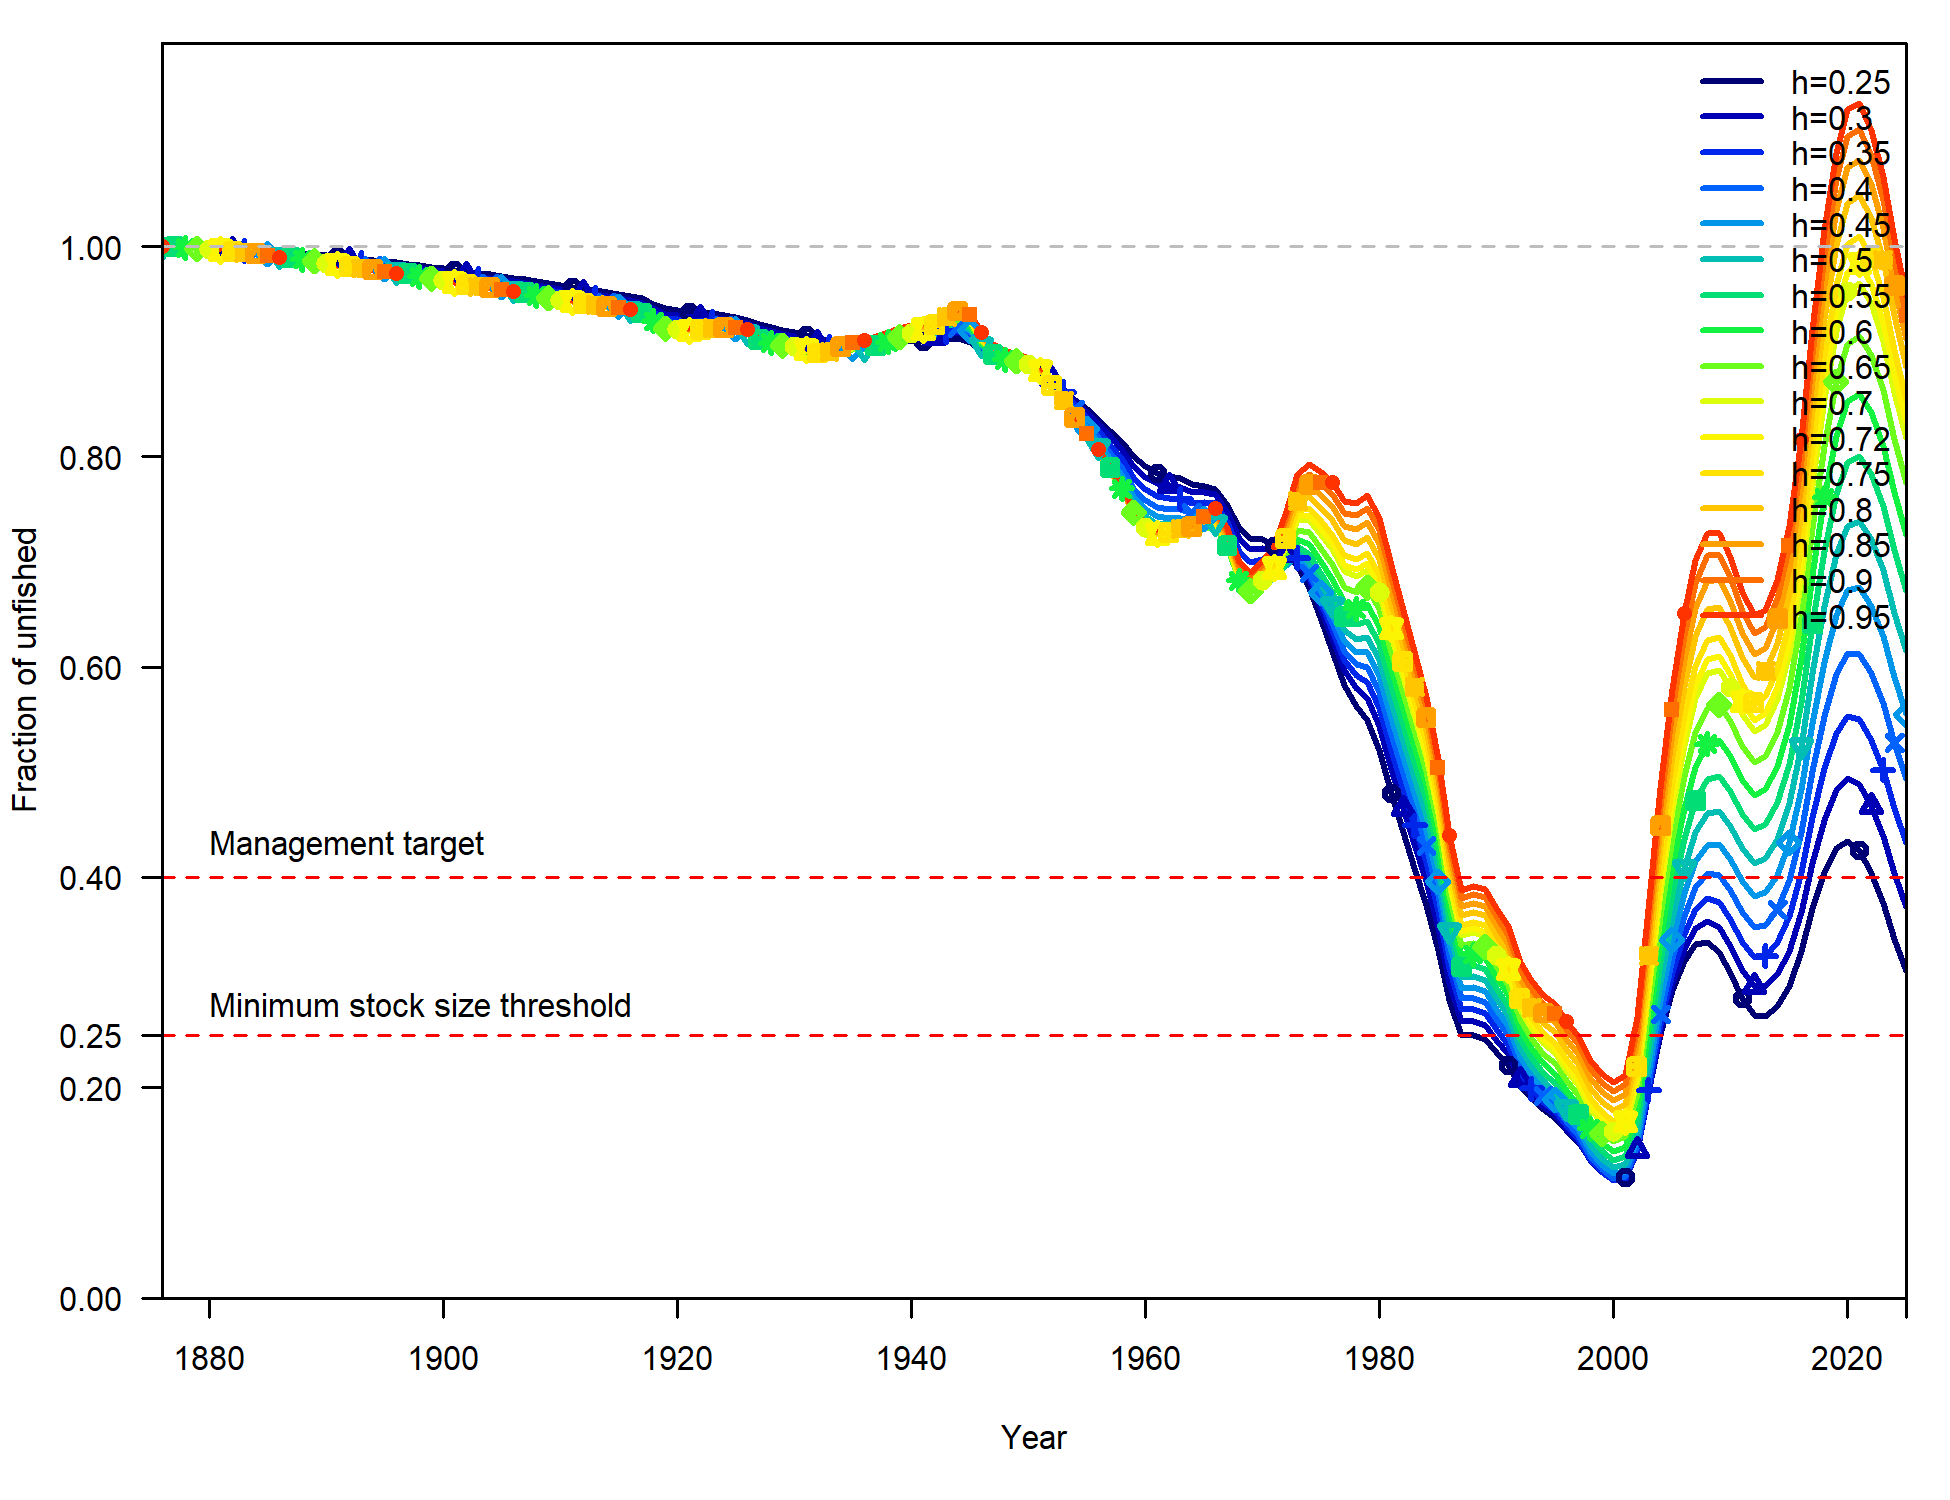 h=0.25
h=0.3
h=0.35
h=0.4
h=0.45
h=0.5
h=0.55
h=0.6
h=0.65
h=0.7
h=0.72
h=0.75
h=0.8
h=0.85
h=0.9
h=0.95
Fraction of unfished
1.00
0.80
0.60
0.40
0.25
0.20
0.00
Management target
Minimum stock size threshold
1880
1900
1920
1940
1960
1980
2000
2020
Year